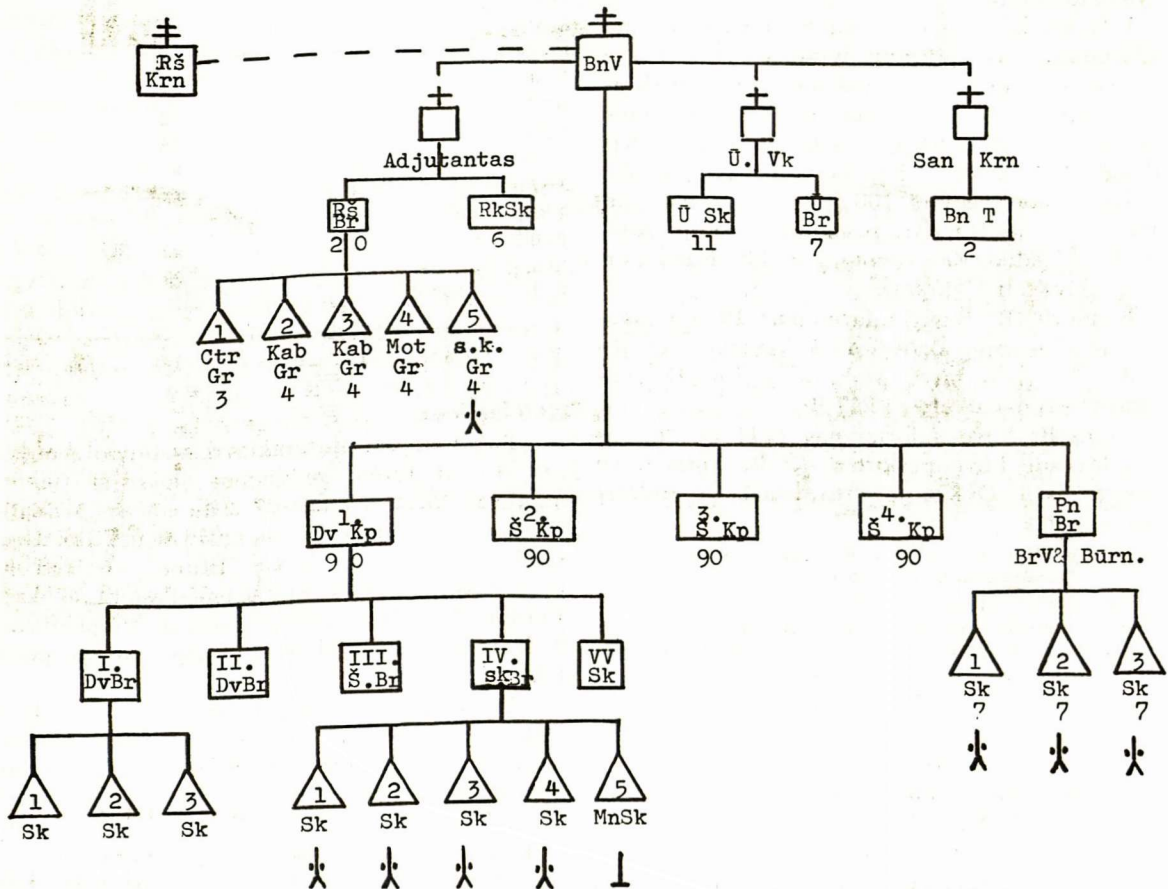 Rš
Krn
BnV
Adjutantas
Ū. Vk
San Krn
Rš
Br
20
RkSk
6
Ū Sk
11
Ū
Br
7
Bn T
2
1
Ctr
Gr
3
2
Kab
Gr
4
3
Kab
Gr
4
4
Mot
Gr
4
5
s.k.
Gr
4
1.
Dv Kp
90
2.
Š Kp
90
3.
Š Kp
90
4.
Š Kp
90
Pn
Br
BrV& Būrn.
I.
DvBr
II.
DvBr
III.
Š.Br
IV.
sk.Br
VV
Sk
1
Sk
7
2
Sk
7
3
Sk
7
1
Sk
2
Sk
3
Sk
1
Sk
2
Sk
3
Sk
4
Sk
5
MnSk